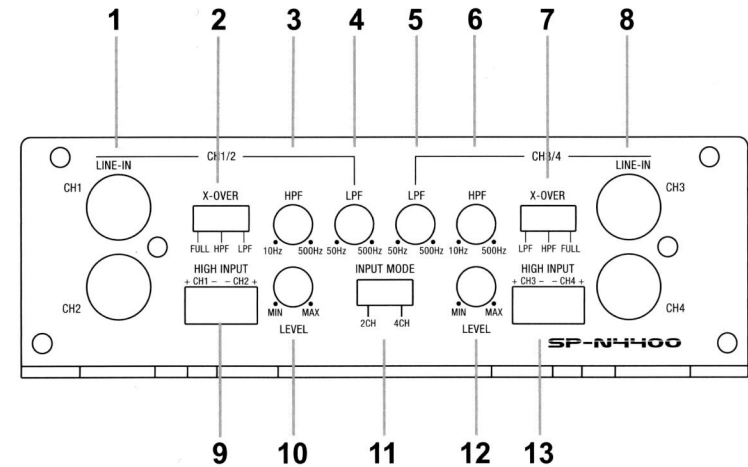 1 2 3 4 5 6 7 8
CH1/2 CH3/4
LINE-IN LINE-IN
CH1 X-OVER HPF LPF LPF HPF X-OVER CH3
FULL HPF LPF 10Hz 500Hz 50Hz 500Hz 50Hz 500Hz 10Hz 500Hz LPF HPF FULL
HIGH INPUT INPUT MODE HIGH INPUT
+ CH1 - - CH2 + + CH3 - - CH4 +
CH2 CH4
MIN MAX 2CH 4CH MIN MAX
LEVEL LEVEL
SP-N4400
9 10 11 12 13